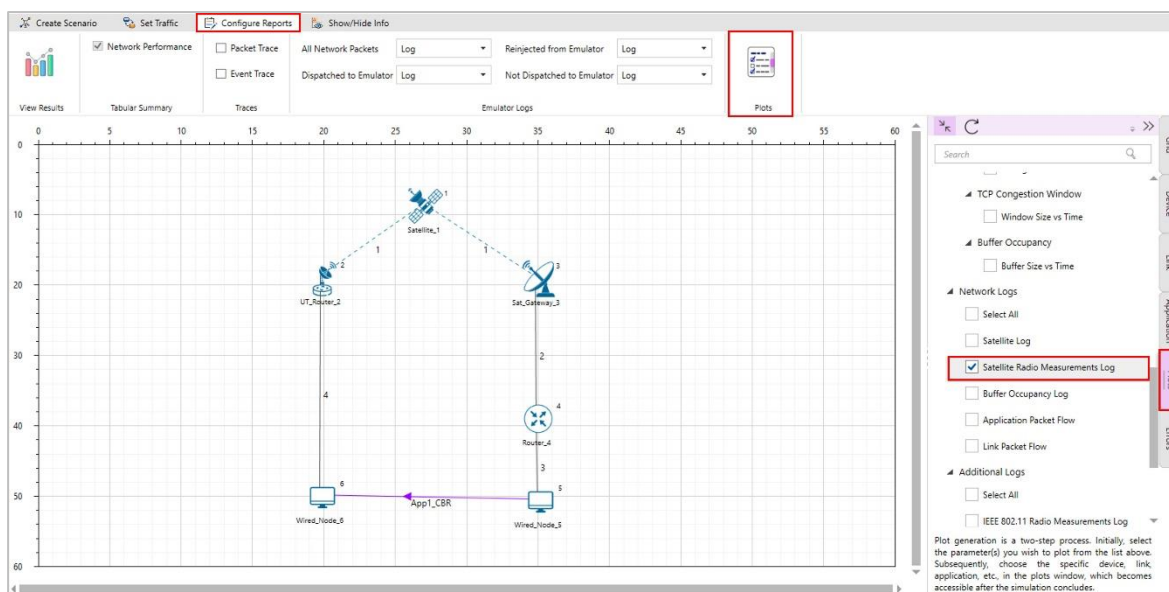 Create Scenario Set Traffic Configure Reports Show/Hide Info
Network Performance Packet Trace All Network Packets Log Reinjected from Emulator Log
Event Trace Dispatched to Emulator Log Not Dispatched to Emulator Log
View Results Tabular Summary Traces Emulator Logs Plots
0 5 10 15 20 25 30 35 40 45 50 55 60
0
10
20
30
40
50
60
1
Satellite_1
1 1
2 3
UT_Router_2 Sat_Gateway_3
2
4
4
Router_4
3
6 5
App1_CBR
Wired_Node_6 Wired_Node_5
Search
TCP Congestion Window
Window Size vs Time
Buffer Occupancy
Buffer Size vs Time
Network Logs
Select All
Satellite Log
Satellite Radio Measurements Log
Buffer Occupancy Log
Application Packet Flow
Link Packet Flow
Additional Logs
Select All
IEEE 802.11 Radio Measurements Log
Plot generation is a two-step process. Initially, select
the parameter(s) you wish to plot from the list above.
Subsequently, choose the specific device, link,
application, etc., in the plots window, which becomes
accessible after the simulation concludes.
Device
Link
Application